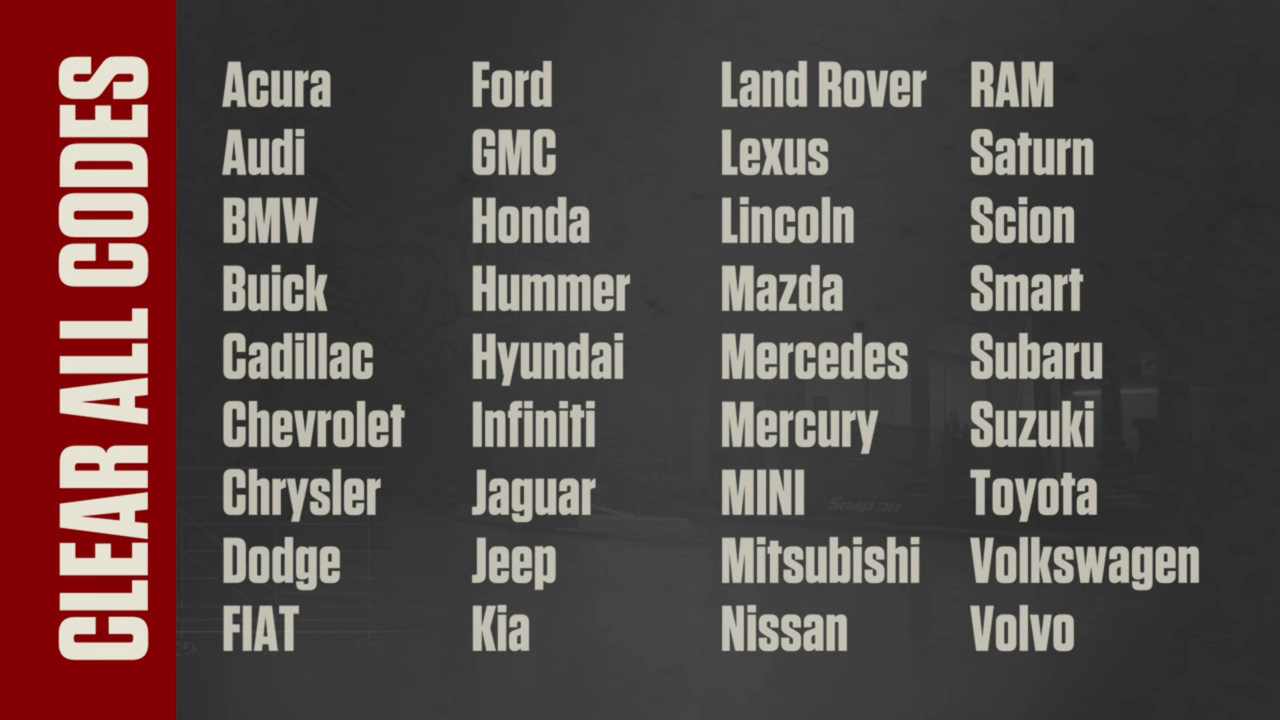 CLEAR ALL CODES
Acura
Audi
BMW
Buick
Cadillac
Chevrolet
Chrysler
Dodge
FIAT
Ford
GMC
Honda
Hummer
Hyundai
Infiniti
Jaguar
Jeep
Kia
Land Rover
Lexus
Lincoln
Mazda
Mercedes
Mercury
MINI
Mitsubishi
Nissan
RAM
Saturn
Scion
Smart
Subaru
Suzuki
Toyota
Volkswagen
Volvo
Snap-on